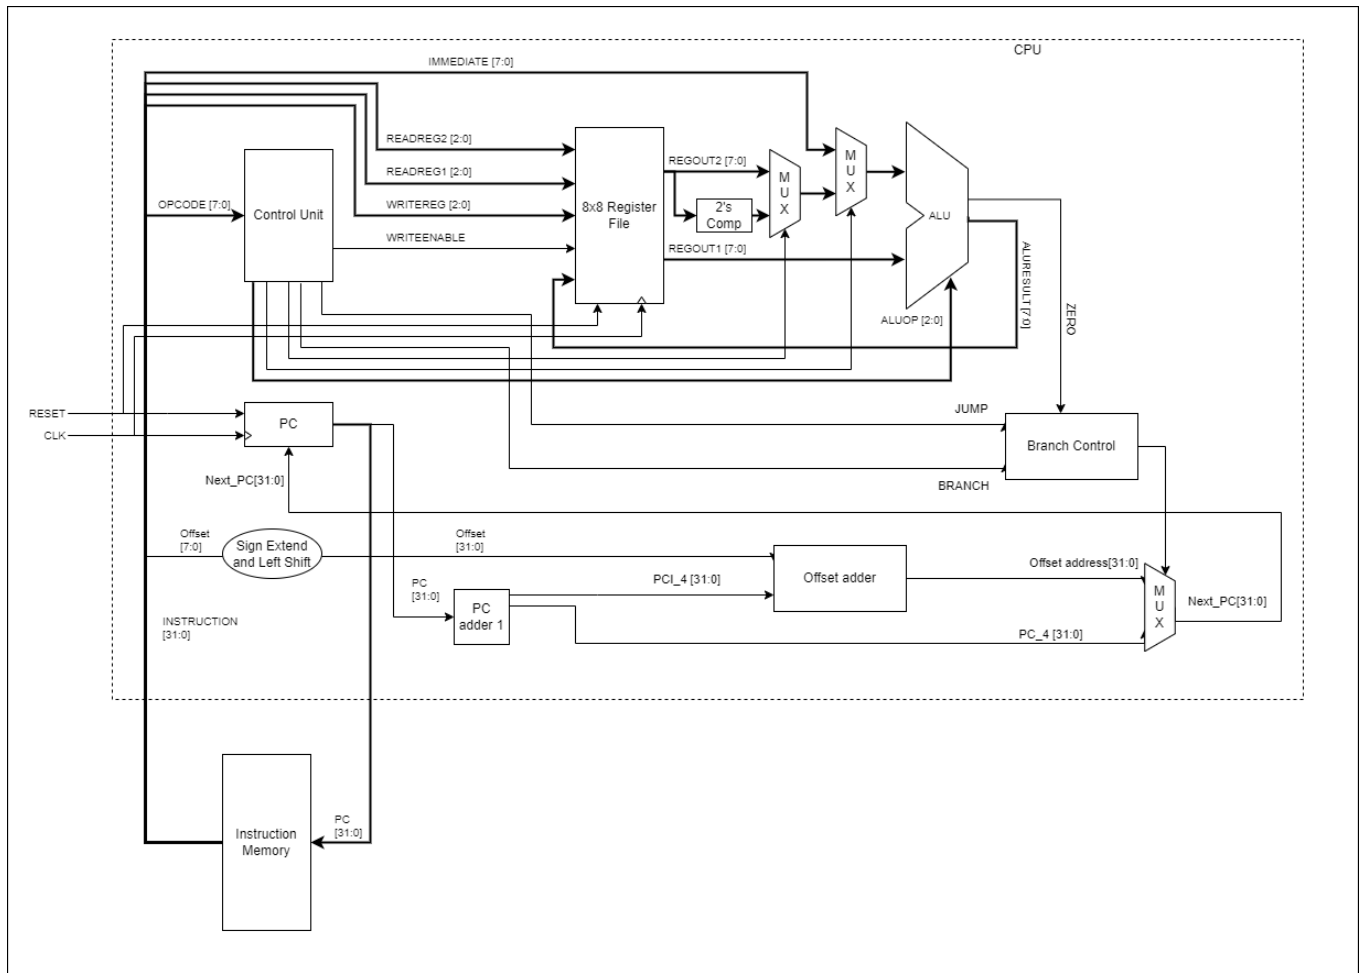 CPU
IMMEDIATE [7:0]
READREG2 [2:0]
READREG1 [2:0]
WRITEREG [2:0]
WRITEENABLE
OPCODE [7:0]
Control Unit
8x8 Register
File
REGOUT2 [7:0]
2's
Comp
REGOUT1 [7:0]
M
U
X
M
U
X
ALU
ALUOP [2:0]
ALURESULT [7:0]
ZERO
RESET
CLK
PC
Next_PC[31:0]
JUMP
BRANCH
Branch Control
Offset
[7:0]
Sign Extend
and Left Shift
Offset
[31:0]
Offset adder
Offset address[31:0]
PC
[31:0]
PC
adder 1
PCI_4 [31:0]
PC_4 [31:0]
M
U
X
Next_PC[31:0]
INSTRUCTION
[31:0]
PC
[31:0]
Instruction
Memory